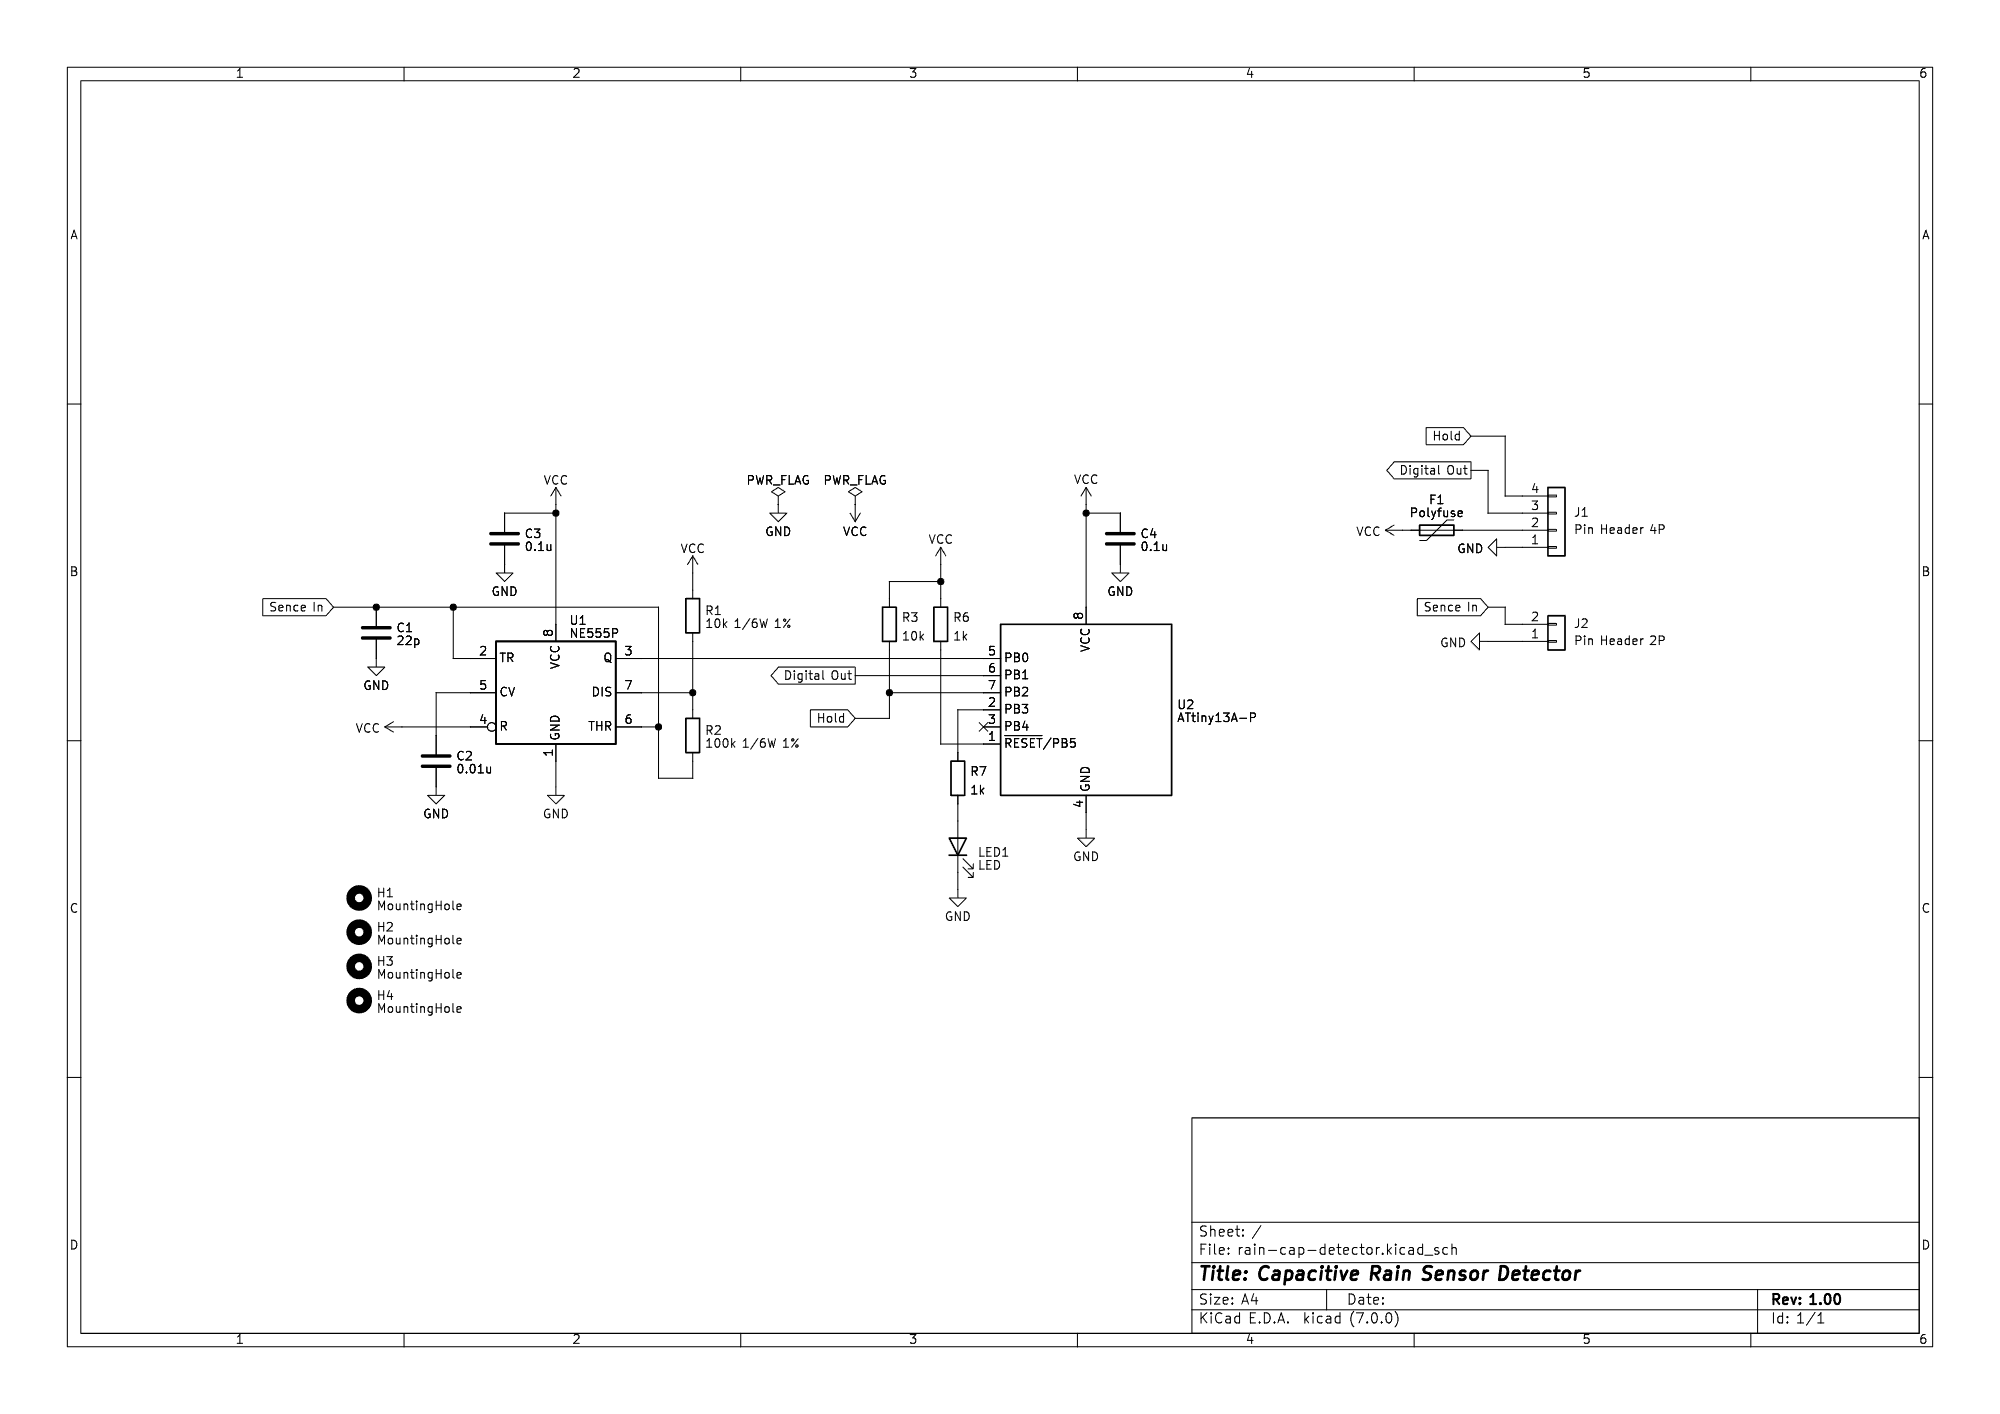 1 2 3 4 5 6
A A
B B
C C
D D
Hold
Digital Out
4
3
2
1
F1
Polyfuse
VCC
GND
J1
Pin Header 4P
Sence In
2
1
GND
J2
Pin Header 2P
VCC
C3
0.1u
GND
PWR_FLAG
GND
PWR_FLAG
VCC
VCC
C4
0.1u
GND
VCC
R1
10k 1/6W 1%
R2
100k 1/6W 1%
VCC
R3
10k
R6
1k
Sence In
C1
22p
GND
U1
NE555P
8
VCC
2 TR
Q 3
5 CV
DIS 7
4 R
THR 6
GND
1
GND
VCC
C2
0.01u
GND
Digital Out
Hold
8
VCC
5 PB0
6 PB1
7 PB2
2 PB3
3 PB4
1 RESET/PB5
GND
4
GND
U2
ATtiny13A-P
R7
1k
LED1
LED
GND
H1
MountingHole
H2
MountingHole
H3
MountingHole
H4
MountingHole
Sheet: /
File: rain-cap-detector.kicad_sch
Title: Capacitive Rain Sensor Detector
Size: A4 Date: Rev: 1.00
KiCad E.D.A. kicad (7.0.0) Id: 1/1
1 2 3 4 5 6